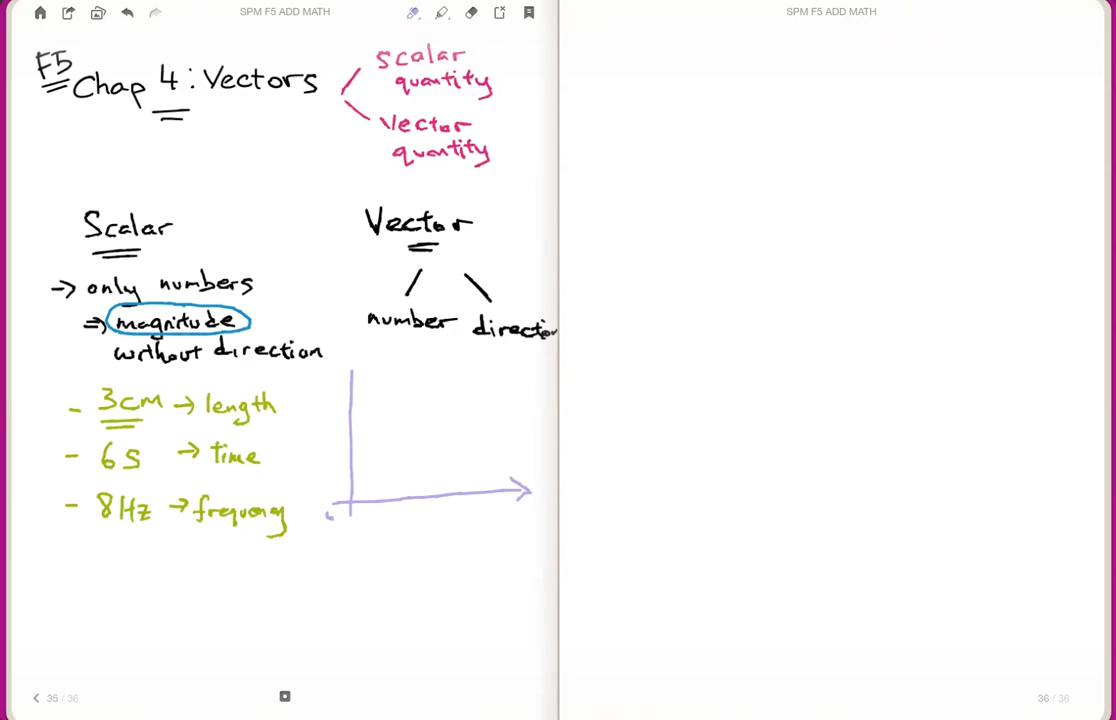 SPM F5 ADD MATH
SPM F5 ADD MATH
F5
Chap 4: Vectors
Scalar
quantity
Vector
quantity
Scalar
→ only numbers
⇒ magnitude
without direction
- 3cm → length
- 6s → time
- 8Hz → frequency
Vector
number direction
35 / 36
36 / 36